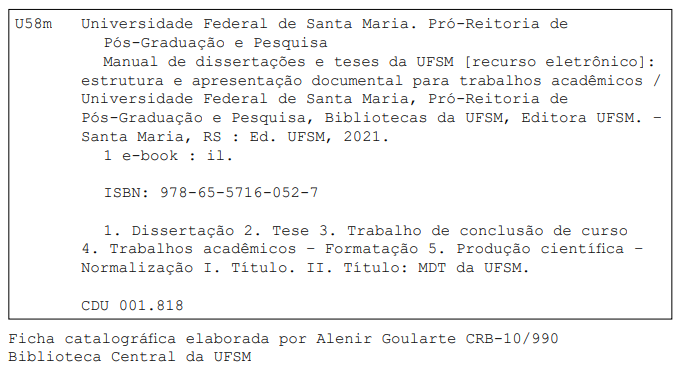 U58m Universidade Federal de Santa Maria. Pró-Reitoria de
Pós-Graduação e Pesquisa
Manual de dissertações e teses da UFSM [recurso eletrônico]:
estrutura e apresentação documental para trabalhos acadêmicos /
Universidade Federal de Santa Maria, Pró-Reitoria de
Pós-Graduação e Pesquisa, Bibliotecas da UFSM, Editora UFSM. –
Santa Maria, RS : Ed. UFSM, 2021.
1 e-book : il.
ISBN: 978-65-5716-052-7
1. Dissertação 2. Tese 3. Trabalho de conclusão de curso
4. Trabalhos acadêmicos – Formatação 5. Produção científica –
Normalização I. Título. II. Título: MDT da UFSM.
CDU 001.818
Ficha catalográfica elaborada por Alenir Goularte CRB-10/990
Biblioteca Central da UFSM